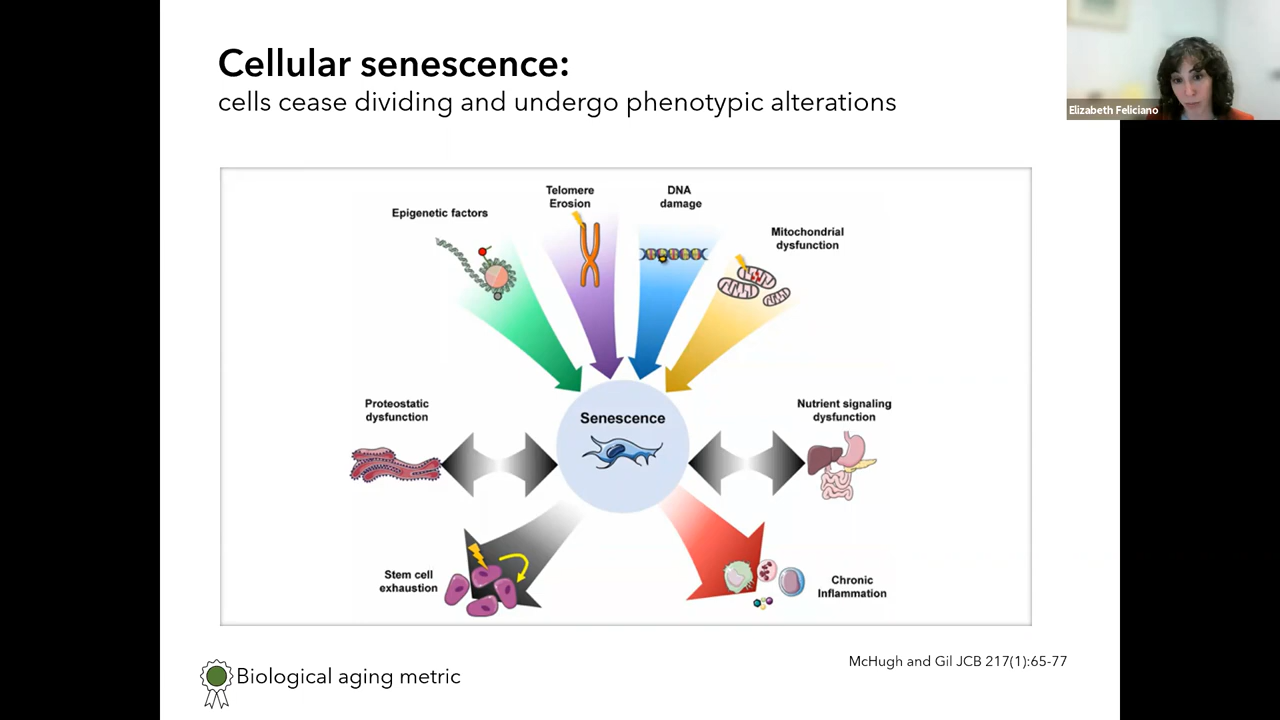 Cellular senescence:
cells cease dividing and undergo phenotypic alterations
Elizabeth Feliciano
Epigenetic factors
Telomere
Erosion
DNA
damage
Mitochondrial
dysfunction
Proteostatic
dysfunction
Senescence
Nutrient signaling
dysfunction
Stem cell
exhaustion
Chronic
Inflammation
McHugh and Gil JCB 217(1):65-77
Biological aging metric